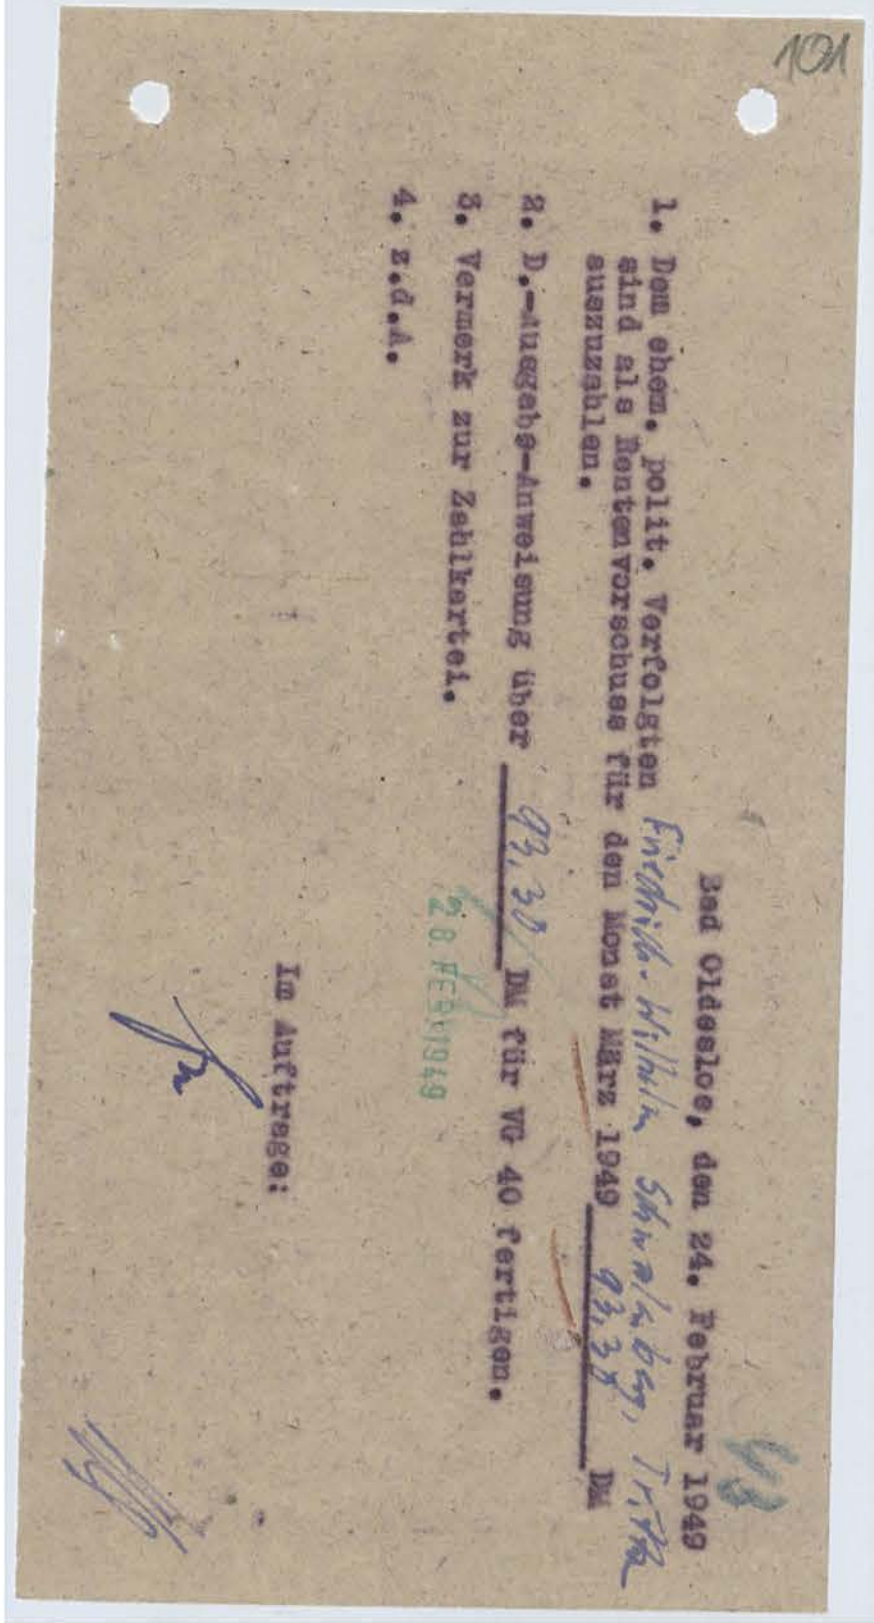 101
Bad Oldesloe, den 24. Februar 1949
1. Dem ehem. polit. Verfolgten Friedrich-Wilhelm Trittau
sind als Rentenvorschuss für den Monat März 1949 93,30 DM
auszuzahlen.
2. D.-Ausgabe-Anweisung über 93,30 DM für VG 40 fertigen.
3. Vermerk zur Zahlkartei.
28. FEB. 1949
4. z.d.A.
Im Auftrage: